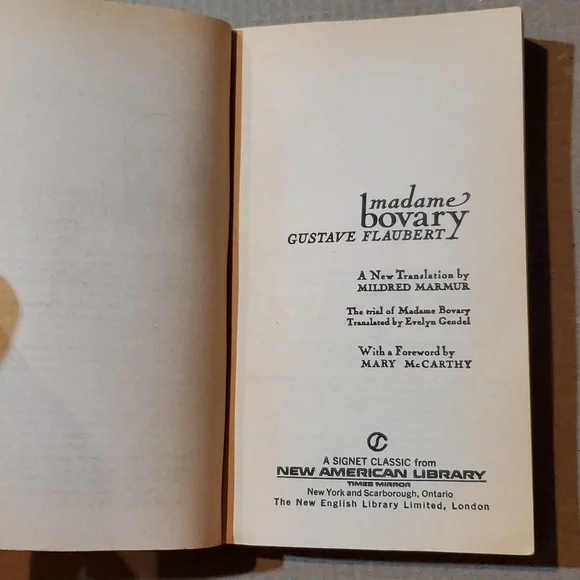 madame
bovary
GUSTAVE FLAUBERT
A New Translation by
MILDRED MARMUR
The trial of Madame Bovary
Translated by Evelyn Gendel
With a Foreword by
MARY McCARTHY
A SIGNET CLASSIC from
NEW AMERICAN LIBRARY
TIMES MIRROR
New York and Scarborough, Ontario
The New English Library Limited, London